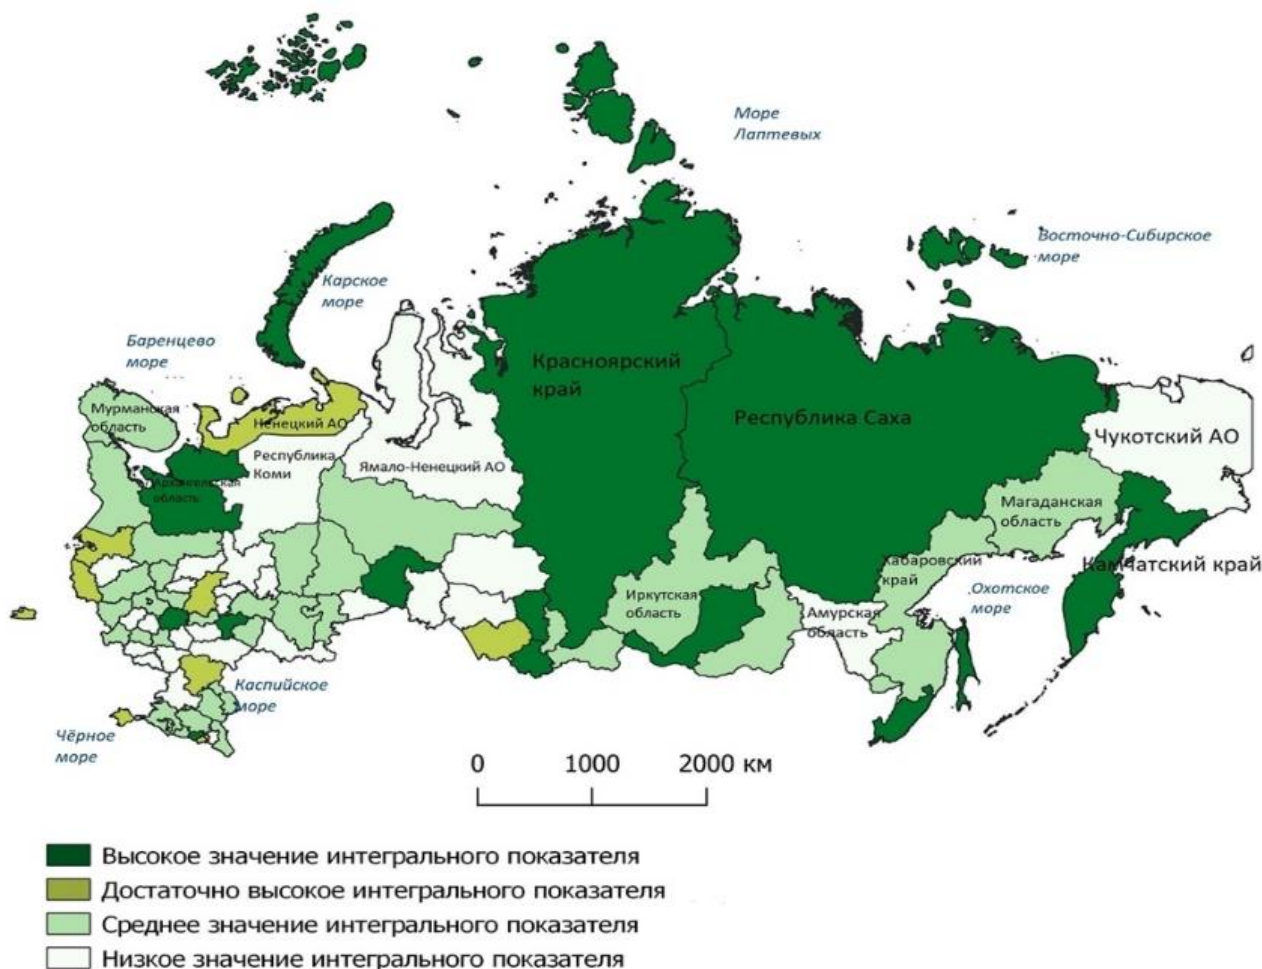 Море
Лаптевых
Восточно-Сибирское
море
Карское
море
Баренцево
море
Красноярский
край
Мурманская
область
Республика Саха
Ненецкий АО
Чукотский АО
Республика
Коми
Ямало-Ненецкий АО
Архангельская
область
Магаданская
область
Хабаровский
край
Камчатский край
Иркутская
область
Охотское
море
Амурская
область
Каспийское
море
Чёрное
море
0 1000 2000 км
Высокое значение интегрального показателя
Достаточно высокое интегрального показателя
Среднее значение интегрального показателя
Низкое значение интегрального показателя